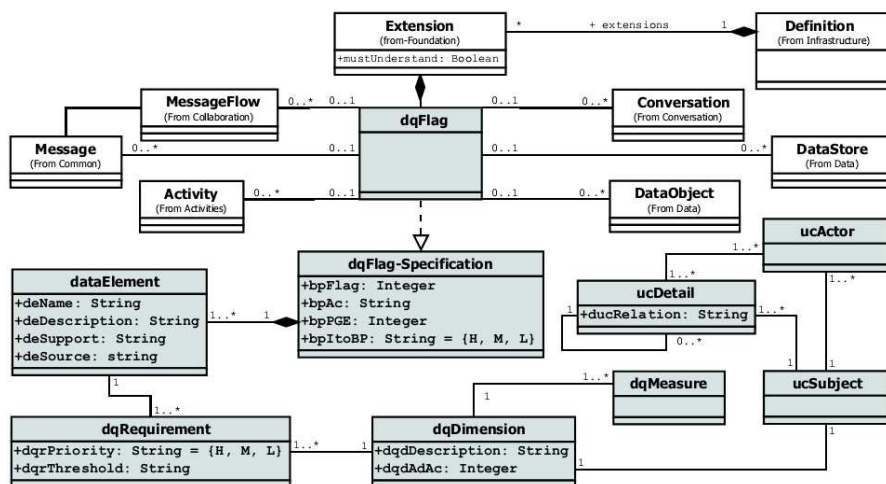 Extension
(from-Foundation)
+mustUnderstand: Boolean
* + extensions 1
Definition
(From Infrastructure)
MessageFlow
(From Collaboration)
0..* 0..1
dqFlag
0..1 0..*
Conversation
(From Conversation)
Message
(From Common)
0..* 0..1
0..1 0..*
DataStore
(From Data)
Activity
(From Activities)
0..* 0..1
0..1 0..*
DataObject
(From Data)
ucActor
1..*
1..*
1..*
dqFlag-Specification
+bpFlag: Integer
+bpAc: String
+bpPGE: Integer
+bpItoBP: String = {H, M, L}
dataElement
+deName: String
+deDescription: String
+deSupport: String
+deSource: string
1..* 1
ucDetail
+ducRelation: String
1
0..*
1..*
1 1
ucSubject
1
dqMeasure
1..*
1
1
1..*
dqRequirement
+dqrPriority: String = {H, M, L}
+dqrThreshold: String
1..* 1
dqDimension
+dqdDescription: String
+dqdAdAc: Integer
1